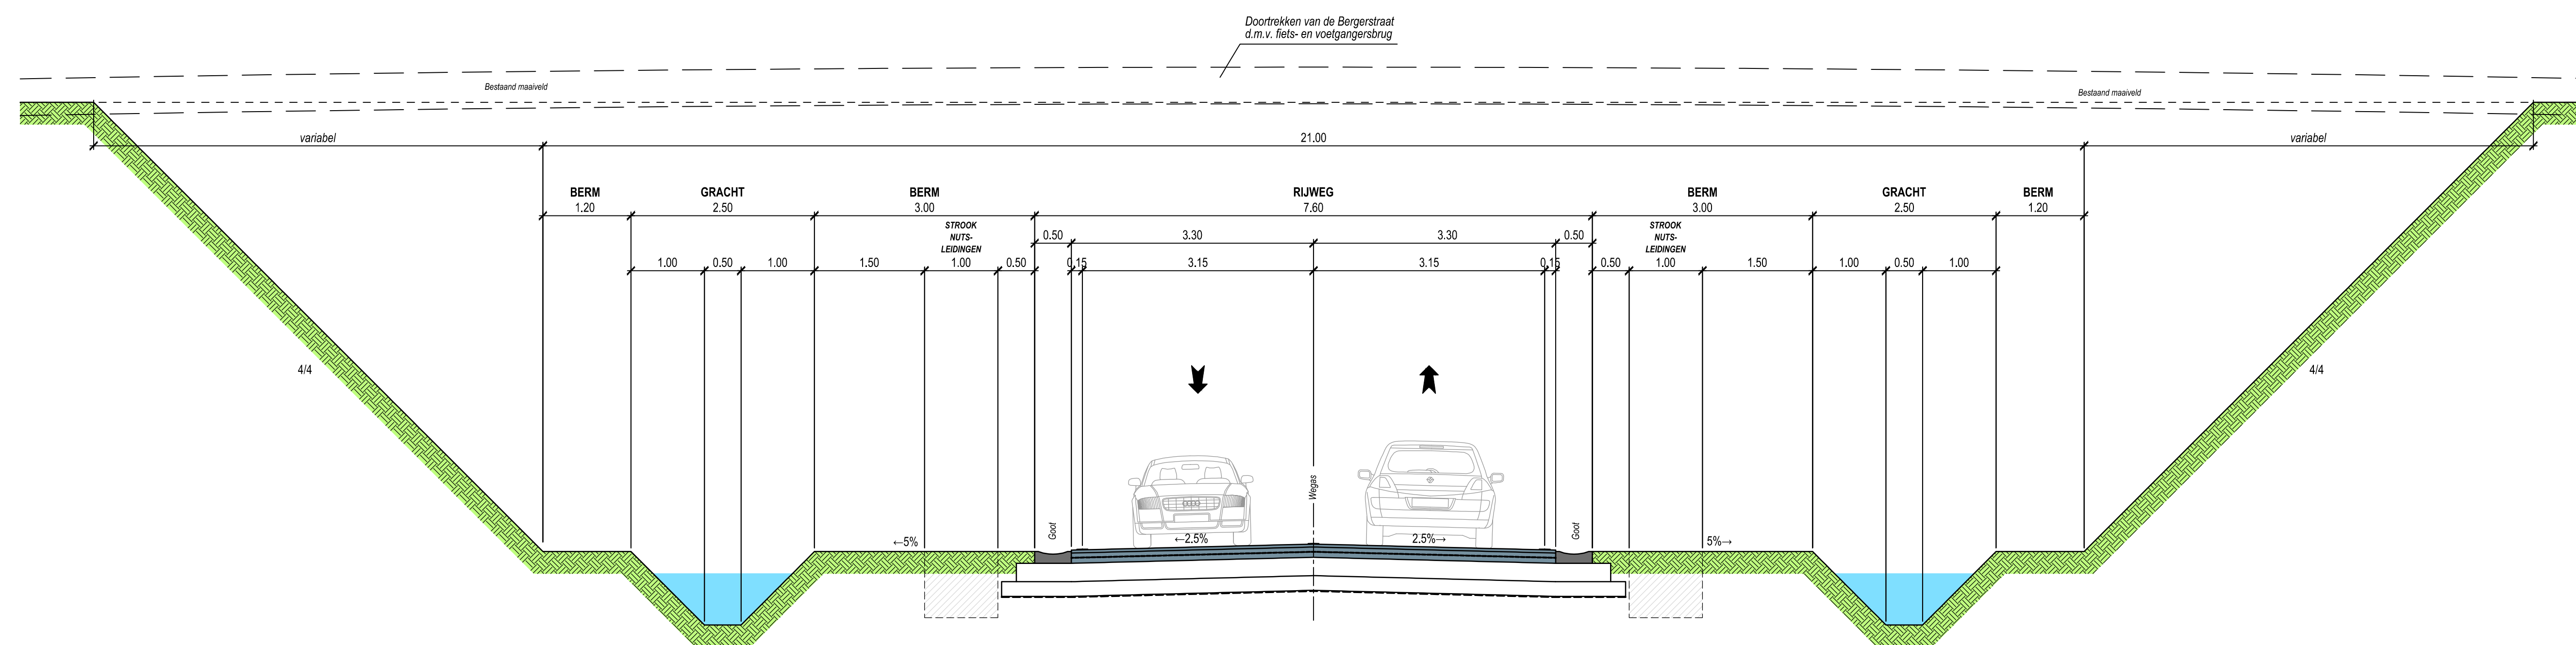 Doortrekken van de Bergerstraat
d.m.v. fiets- en voetgangersbrug
Bestaand maaiveld
Bestaand maaiveld
variabel
21.00
variabel
BERM
GRACHT
BERM
RIJWEG
BERM
GRACHT
BERM
1.20
2.50
3.00
7.60
3.00
2.50
1.20
STROOK
NUTS-
LEIDINGEN
STROOK
NUTS-
LEIDINGEN
0.50
3.30
3.30
0.50
1.00
0.50
1.00
1.50
1.00
0.50
0.15
3.15
3.15
0.15
0.50
1.00
1.50
1.00
0.50
1.00
4/4
4/4
Wegas
Goot
Goot
←5%
←2.5%
2.5%→
5%→